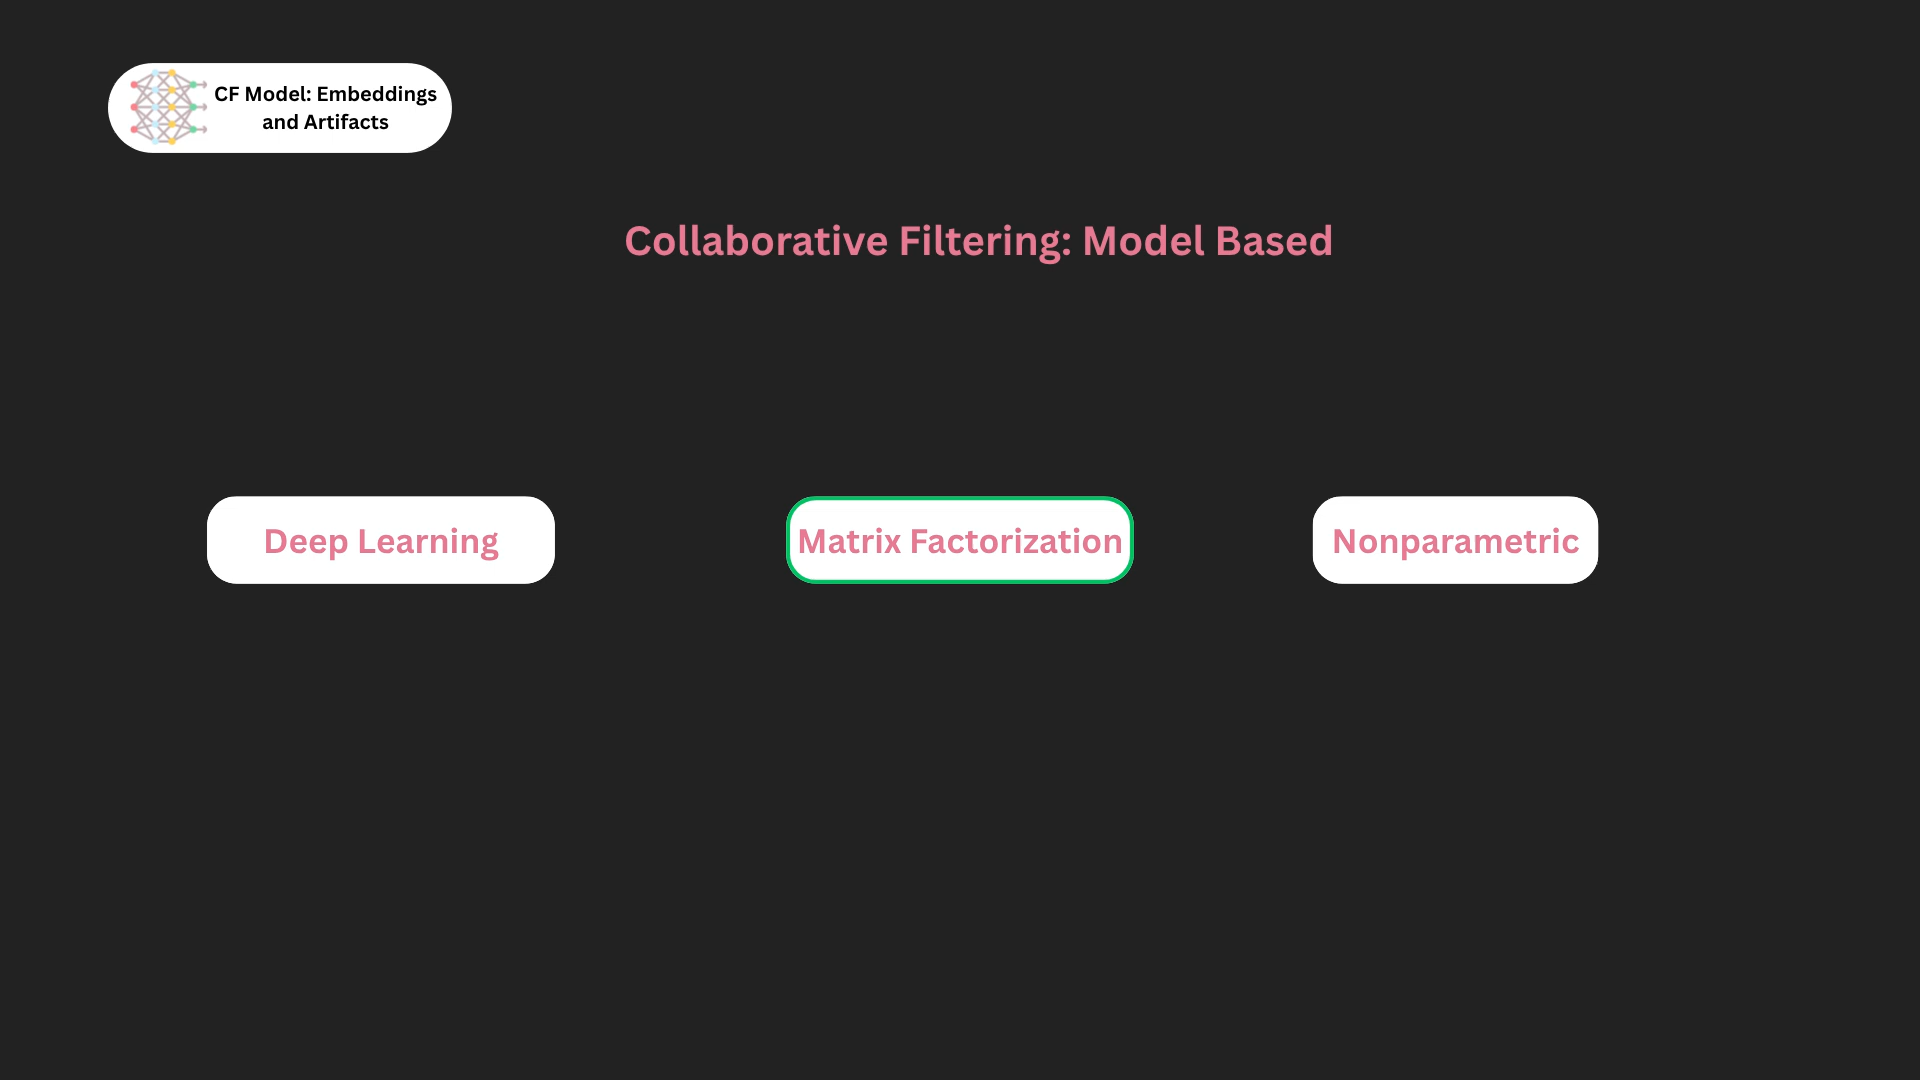 CF Model: Embeddings
and Artifacts
Collaborative Filtering: Model Based
Deep Learning
Matrix Factorization
Nonparametric